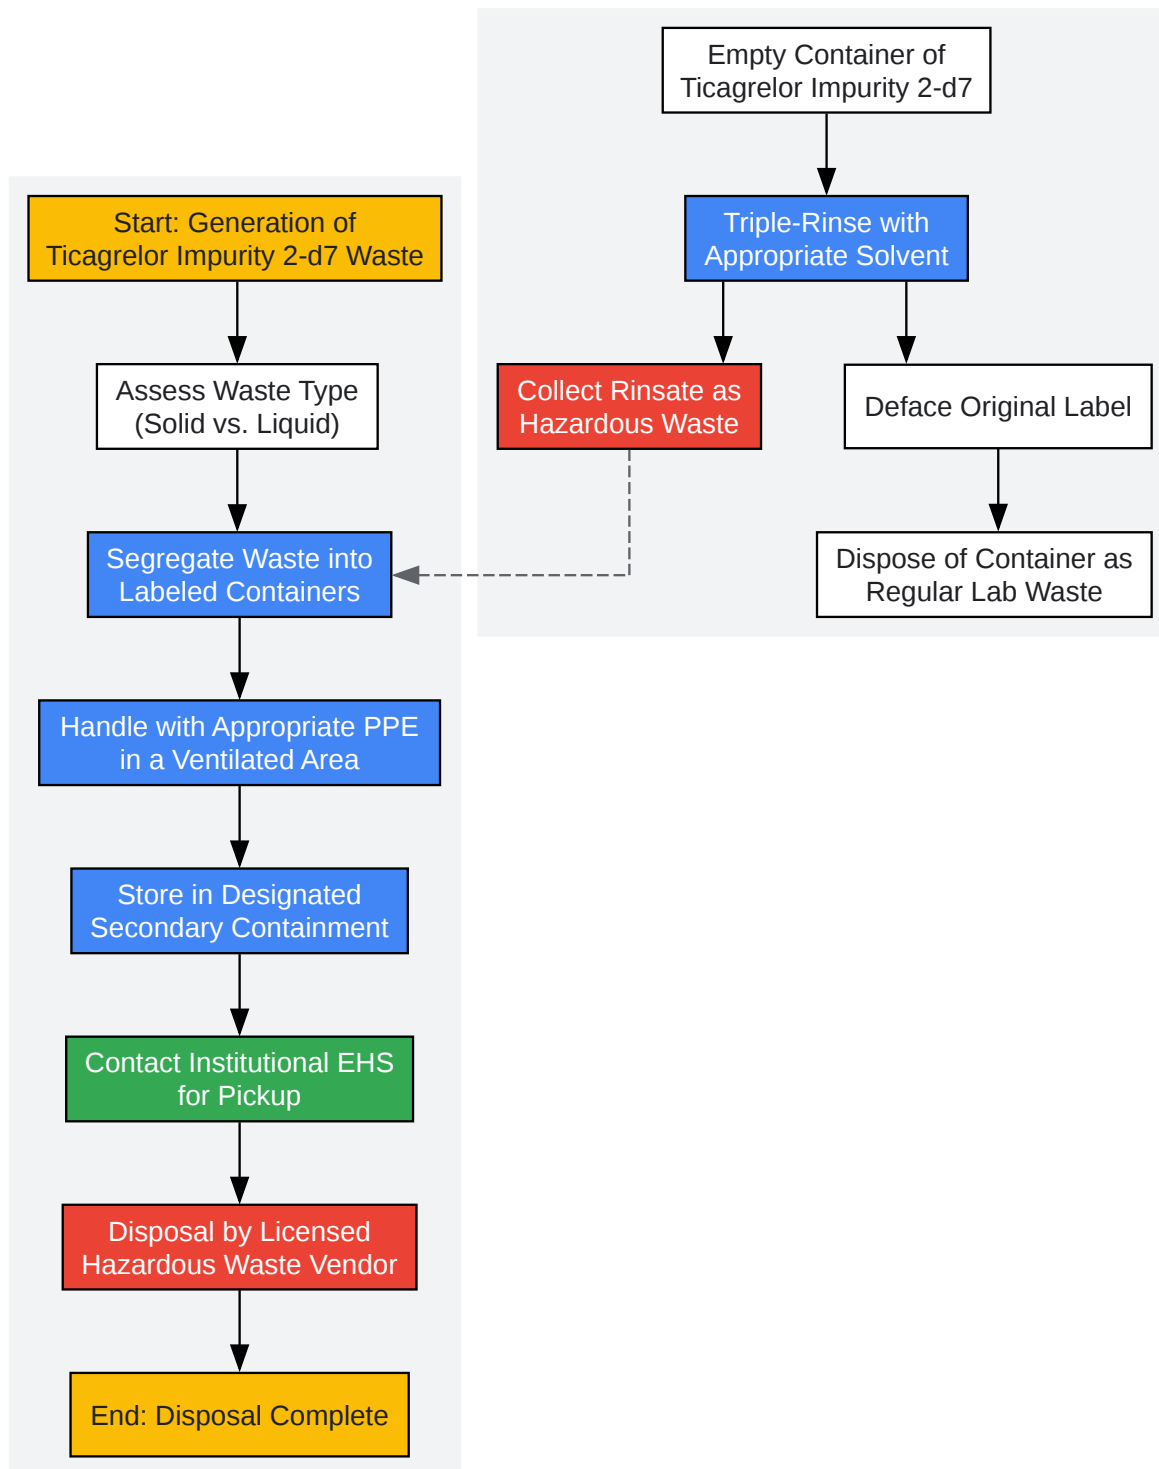 Empty Container of
Ticagrelor Impurity 2-d7
Triple-Rinse with
Appropriate Solvent
Collect Rinsate as
Hazardous Waste
Deface Original Label
Dispose of Container as
Regular Lab Waste
Start: Generation of
Ticagrelor Impurity 2-d7 Waste
Assess Waste Type
(Solid vs. Liquid)
Segregate Waste into
Labeled Containers
Handle with Appropriate PPE
in a Ventilated Area
Store in Designated
Secondary Containment
Contact Institutional EHS
for Pickup
Disposal by Licensed
Hazardous Waste Vendor
End: Disposal Complete